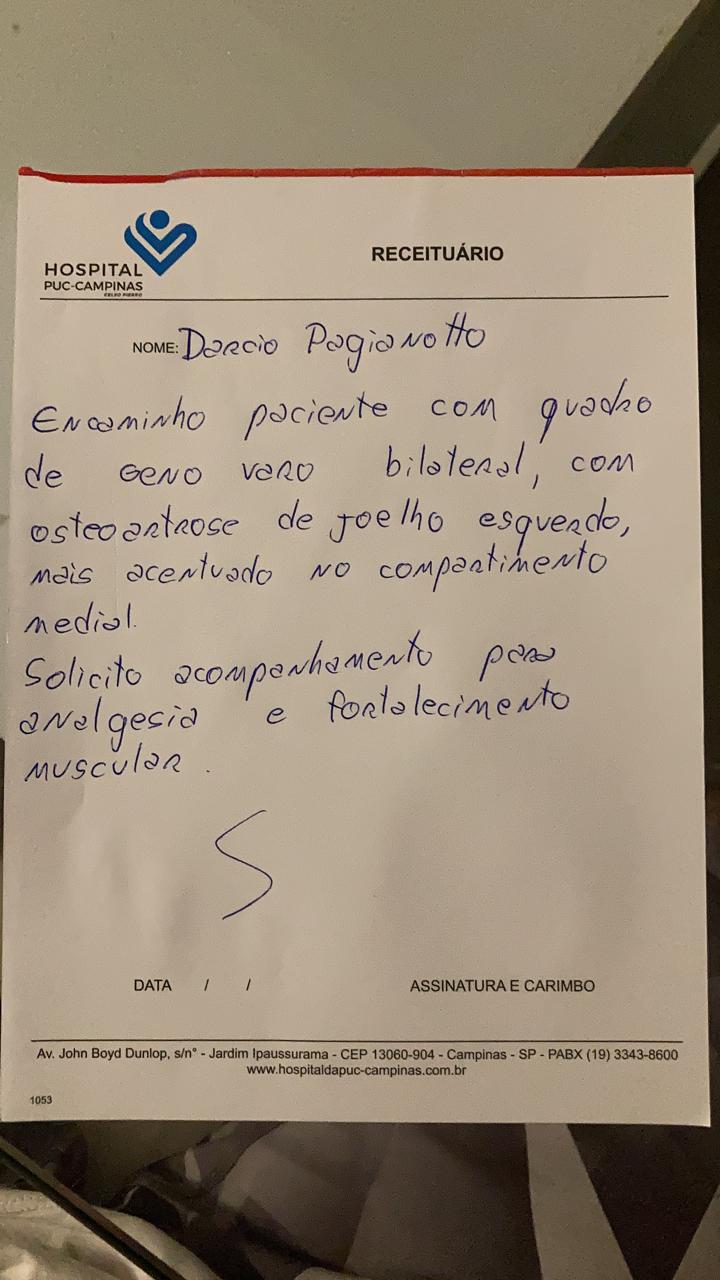 HOSPITAL
PUC-CAMPINAS
CELSO PIERRO
RECEITUÁRIO
NOME: Darcio Pagianotto
Encaminho paciente com quadro
de geno varo bilateral, com
osteoartrose de joelho esquerdo,
mais acentuado no compartimento
medial.
Solicito acompanhamento para
analgesia e fortalecimento
muscular.
DATA / /
ASSINATURA E CARIMBO
Av. John Boyd Dunlop, s/n° - Jardim Ipaussurama - CEP 13060-904 - Campinas - SP - PABX (19) 3343-8600
www.hospitaldapuc-campinas.com.br
1053